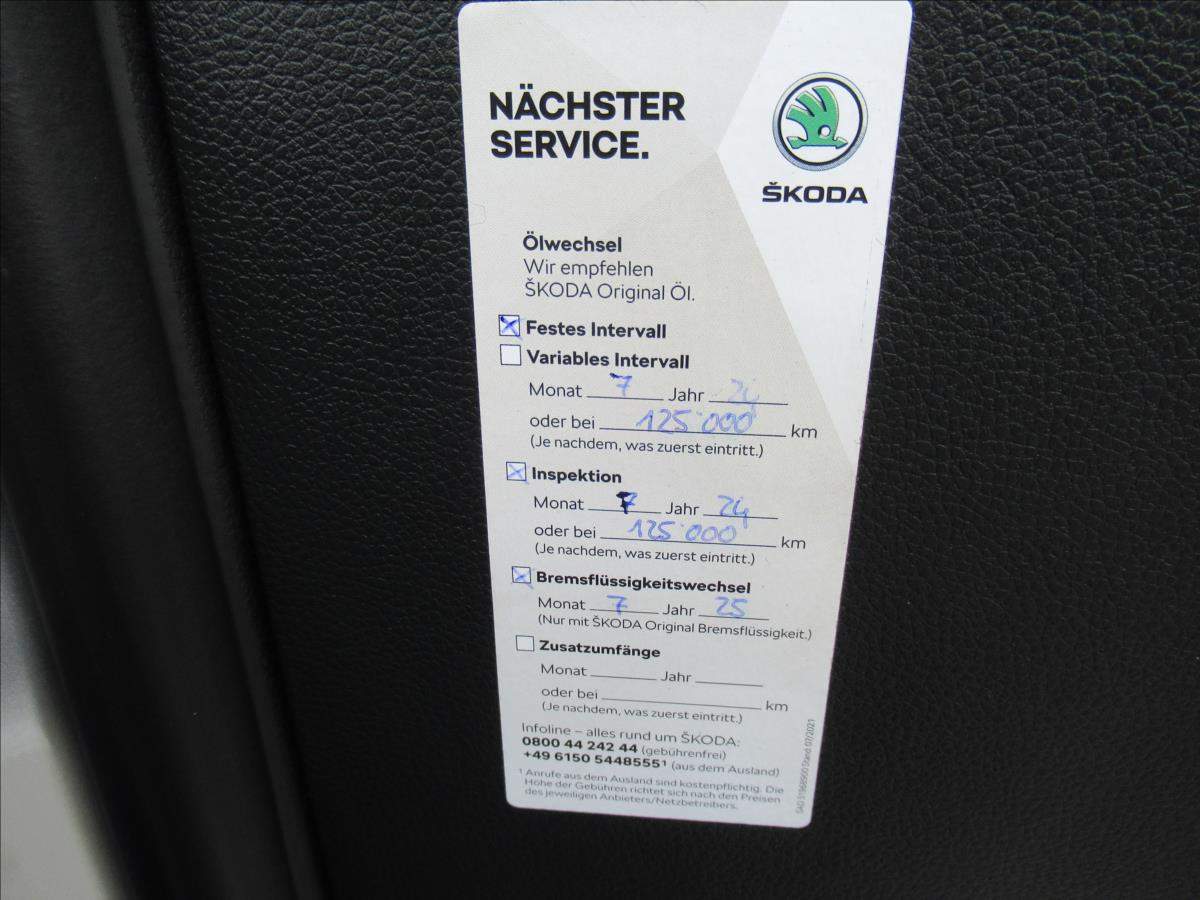 NÄCHSTER
SERVICE.
ŠKODA
Ölwechsel
Wir empfehlen
ŠKODA Original Öl.
Festes Intervall
Variables Intervall
Monat 7 Jahr 24
oder bei 125 000 km
(Je nachdem, was zuerst eintritt.)
Inspektion
Monat 7 Jahr 24
oder bei 125 000 km
(Je nachdem, was zuerst eintritt.)
Bremsflüssigkeitswechsel
Monat 7 Jahr 25
(Nur mit ŠKODA Original Bremsflüssigkeit.)
Zusatzumfänge
Monat Jahr
oder bei km
(Je nachdem, was zuerst eintritt.)
Infoline – alles rund um ŠKODA:
0800 44 242 44 (gebührenfrei)
+49 6150 5448555¹ (aus dem Ausland)
¹ Anrufe aus dem Ausland sind kostenpflichtig. Die
Höhe der Gebühren richtet sich nach den Preisen
des jeweiligen Anbieters/Netzbetreibers.
Stand: 07/2021